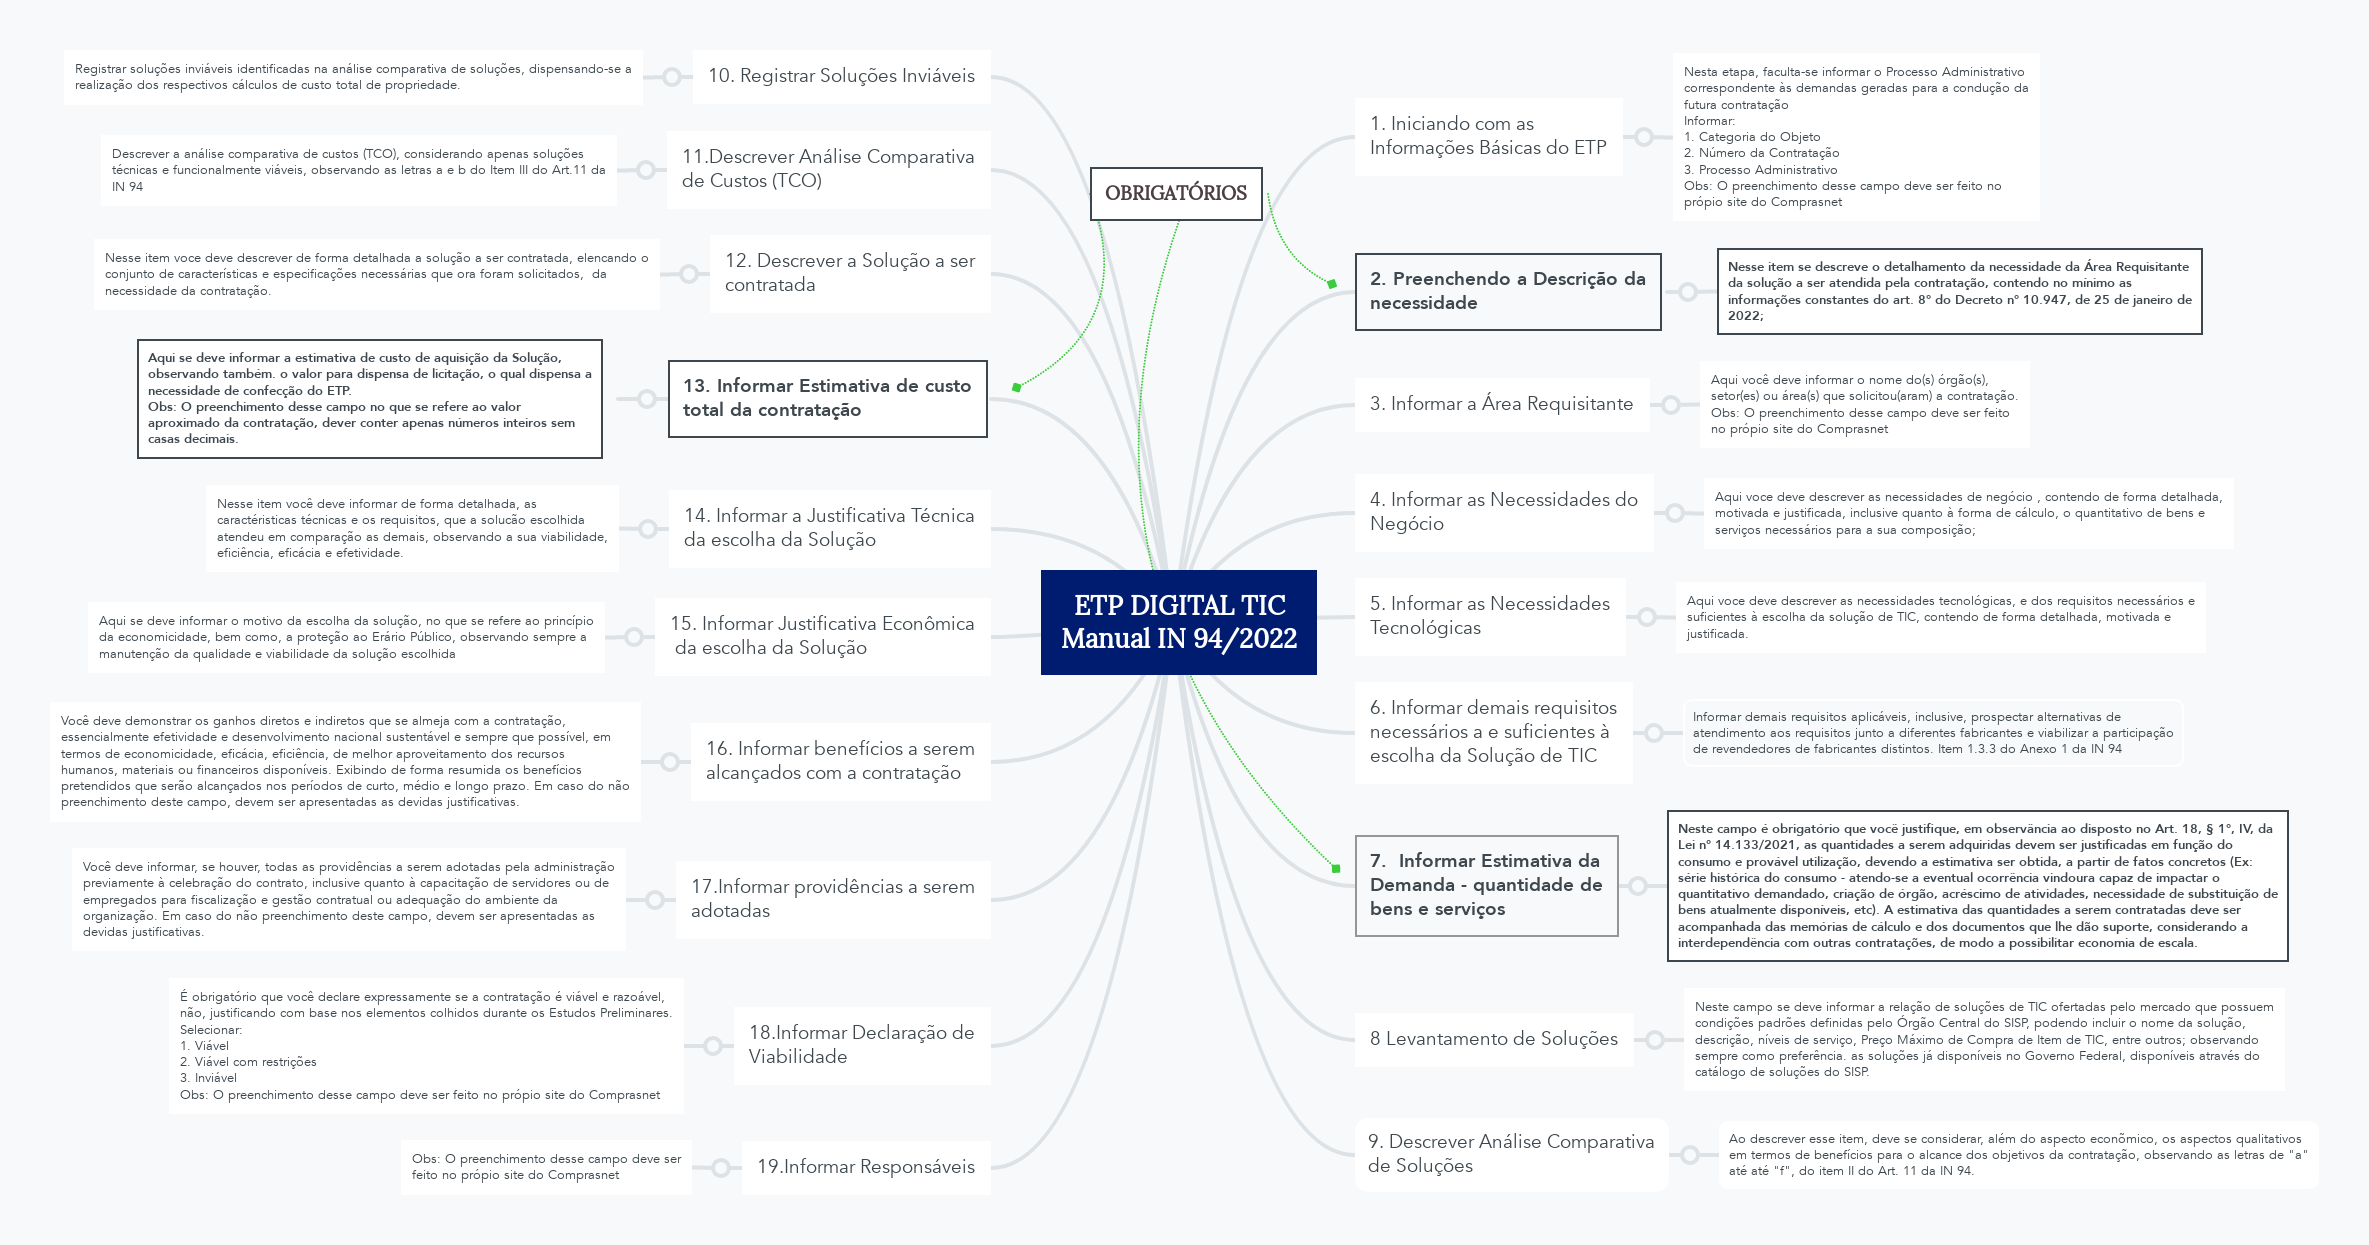 ETP DIGITAL TIC
Manual IN 94/2022
OBRIGATÓRIOS
1. Iniciando com as
Informações Básicas do ETP
Nesta etapa, faculta-se informar o Processo Administrativo
correspondente às demandas geradas para a condução da
futura contratação
Informar:
1. Categoria do Objeto
2. Número da Contratação
3. Processo Administrativo
Obs: O preenchimento desse campo deve ser feito no
própio site do Comprasnet
2. Preenchendo a Descrição da
necessidade
Nesse item se descreve o detalhamento da necessidade da Área Requisitante
da solução a ser atendida pela contratação, contendo no mínimo as
informações constantes do art. 8° do Decreto n° 10.947, de 25 de janeiro de
2022;
3. Informar a Área Requisitante
Aqui você deve informar o nome do(s) órgão(s),
setor(es) ou área(s) que solicitou(aram) a contratação.
Obs: O preenchimento desse campo deve ser feito
no própio site do Comprasnet
4. Informar as Necessidades do
Negócio
Aqui voce deve descrever as necessidades de negócio , contendo de forma detalhada,
motivada e justificada, inclusive quanto à forma de cálculo, o quantitativo de bens e
serviços necessários para a sua composição;
5. Informar as Necessidades
Tecnológicas
Aqui voce deve descrever as necessidades tecnológicas, e dos requisitos necessários e
suficientes à escolha da solução de TIC, contendo de forma detalhada, motivada e
justificada.
6. Informar demais requisitos
necessários a e suficientes à
escolha da Solução de TIC
Informar demais requisitos aplicáveis, inclusive, prospectar alternativas de
atendimento aos requisitos junto a diferentes fabricantes e viabilizar a participação
de revendedores de fabricantes distintos. Item 1.3.3 do Anexo 1 da IN 94
7.  Informar Estimativa da
Demanda - quantidade de
bens e serviços
Neste campo é obrigatório que você justifique, em observância ao disposto no Art. 18, § 1°, IV, da
Lei n° 14.133/2021, as quantidades a serem adquiridas devem ser justificadas em função do
consumo e provável utilização, devendo a estimativa ser obtida, a partir de fatos concretos (Ex:
série histórica do consumo - atendo-se a eventual ocorrência vindoura capaz de impactar o
quantitativo demandado, criação de órgão, acréscimo de atividades, necessidade de substituição de
bens atualmente disponíveis, etc). A estimativa das quantidades a serem contratadas deve ser
acompanhada das memórias de cálculo e dos documentos que lhe dão suporte, considerando a
interdependência com outras contratações, de modo a possibilitar economia de escala.
8 Levantamento de Soluções
Neste campo se deve informar a relação de soluções de TIC ofertadas pelo mercado que possuem
condições padrões definidas pelo Órgão Central do SISP, podendo incluir o nome da solução,
descrição, níveis de serviço, Preço Máximo de Compra de Item de TIC, entre outros; observando
sempre como preferência. as soluções já disponíveis no Governo Federal, disponíveis através do
catálogo de soluções do SISP.
9. Descrever Análise Comparativa
de Soluções
Ao descrever esse item, deve se considerar, além do aspecto econômico, os aspectos qualitativos
em termos de benefícios para o alcance dos objetivos da contratação, observando as letras de "a"
até até "f", do item II do Art. 11 da IN 94.
10. Registrar Soluções Inviáveis
Registrar soluções inviáveis identificadas na análise comparativa de soluções, dispensando-se a
realização dos respectivos cálculos de custo total de propriedade.
11.Descrever Análise Comparativa
de Custos (TCO)
Descrever a análise comparativa de custos (TCO), considerando apenas soluções
técnicas e funcionalmente viáveis, observando as letras a e b do Item III do Art.11 da
IN 94
12. Descrever a Solução a ser
contratada
Nesse item voce deve descrever de forma detalhada a solução a ser contratada, elencando o
conjunto de características e especificações necessárias que ora foram solicitados,  da
necessidade da contratação.
13. Informar Estimativa de custo
total da contratação
Aqui se deve informar a estimativa de custo de aquisição da Solução,
observando também. o valor para dispensa de licitação, o qual dispensa a
necessidade de confecção do ETP.
Obs: O preenchimento desse campo no que se refere ao valor
aproximado da contratação, dever conter apenas números inteiros sem
casas decimais.
14. Informar a Justificativa Técnica
da escolha da Solução
Nesse item você deve informar de forma detalhada, as
caractéristicas técnicas e os requisitos, que a solucão escolhida
atendeu em comparação as demais, observando a sua viabilidade,
eficiência, eficácia e efetividade.
15. Informar Justificativa Econômica
da escolha da Solução
Aqui se deve informar o motivo da escolha da solução, no que se refere ao princípio
da economicidade, bem como, a proteção ao Erário Público, observando sempre a
manutenção da qualidade e viabilidade da solução escolhida
16. Informar benefícios a serem
alcançados com a contratação
Você deve demonstrar os ganhos diretos e indiretos que se almeja com a contratação,
essencialmente efetividade e desenvolvimento nacional sustentável e sempre que possível, em
termos de economicidade, eficácia, eficiência, de melhor aproveitamento dos recursos
humanos, materiais ou financeiros disponíveis. Exibindo de forma resumida os benefícios
pretendidos que serão alcançados nos períodos de curto, médio e longo prazo. Em caso do não
preenchimento deste campo, devem ser apresentadas as devidas justificativas.
17.Informar providências a serem
adotadas
Você deve informar, se houver, todas as providências a serem adotadas pela administração
previamente à celebração do contrato, inclusive quanto à capacitação de servidores ou de
empregados para fiscalização e gestão contratual ou adequação do ambiente da
organização. Em caso do não preenchimento deste campo, devem ser apresentadas as
devidas justificativas.
18.Informar Declaração de
Viabilidade
É obrigatório que você declare expressamente se a contratação é viável e razoável,
não, justificando com base nos elementos colhidos durante os Estudos Preliminares.
Selecionar:
1. Viável
2. Viável com restrições
3. Inviável
Obs: O preenchimento desse campo deve ser feito no própio site do Comprasnet
19.Informar Responsáveis
Obs: O preenchimento desse campo deve ser
feito no própio site do Comprasnet